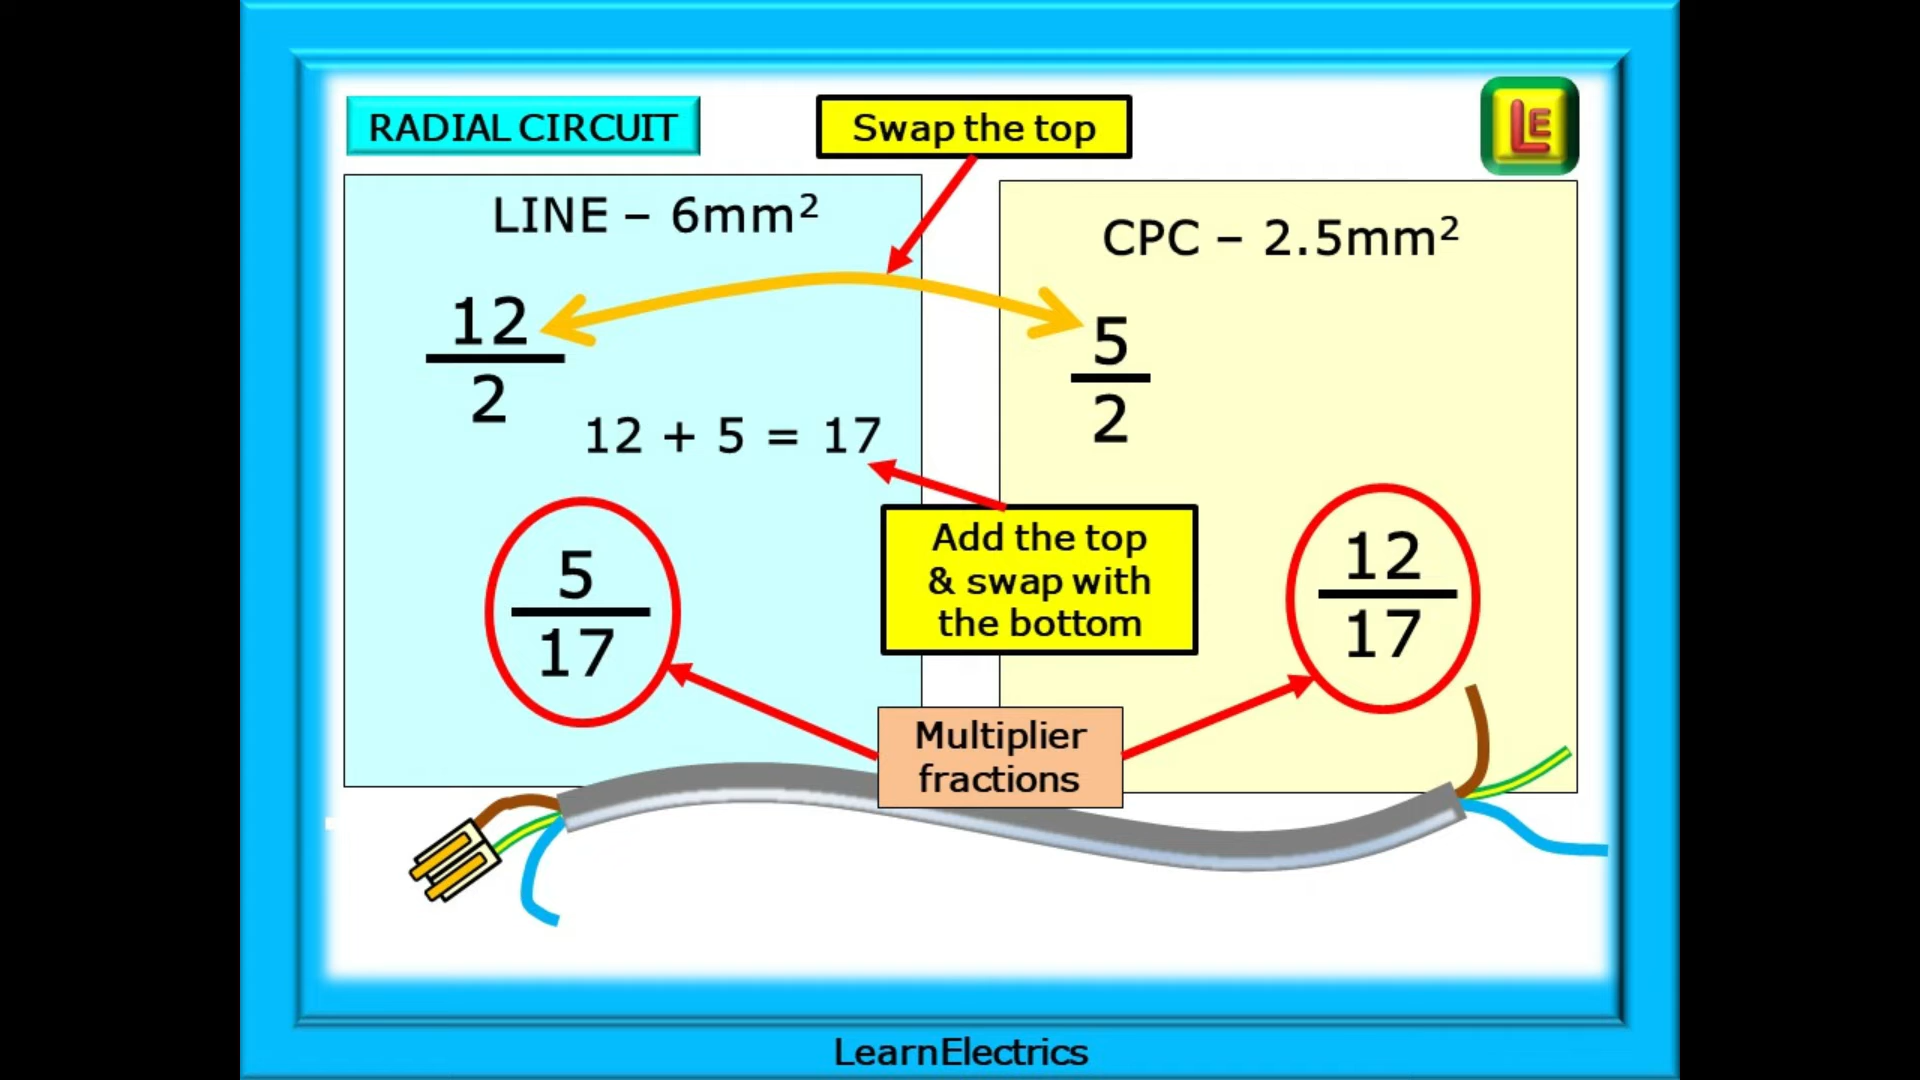 RADIAL CIRCUIT
Swap the top
LE
LINE – 6mm²
CPC – 2.5mm²
12
2
5
2
12 + 5 = 17
Add the top
& swap with
the bottom
5
17
12
17
Multiplier
fractions
LearnElectrics